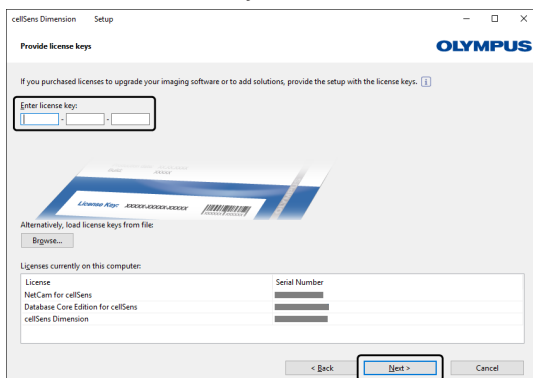 cellSens Dimension Setup
Provide license keys
OLYMPUS
If you purchased licenses to upgrade your imaging software or to add solutions, provide the setup with the license keys. i
Enter license key:
- -
License Key: XXXXX-XXXXX-XXXXX
Alternatively, load license keys from file:
Browse...
Licenses currently on this computer:
License Serial Number
NetCam for cellSens
Database Core Edition for cellSens
cellSens Dimension
< Back Next > Cancel